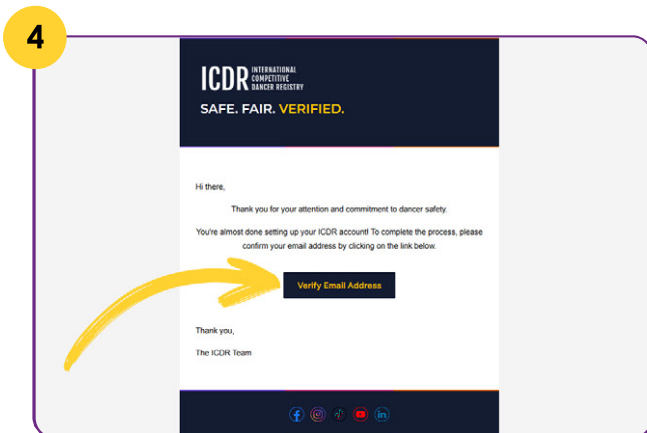 4
ICDR INTERNATIONAL
COMPETITIVE
DANCER REGISTRY
SAFE. FAIR. VERIFIED.
Hi there,
Thank you for your attention and commitment to dancer safety.
You're almost done setting up your ICDR account! To complete the process, please
confirm your email address by clicking on the link below.
Verify Email Address
Thank you,
The ICDR Team